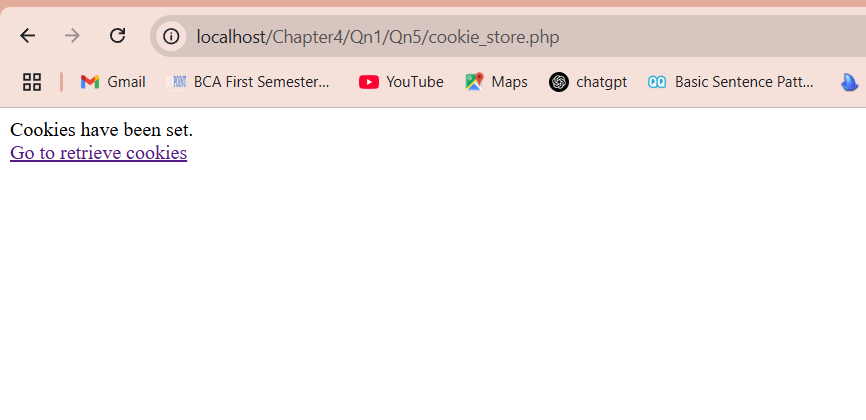 localhost/Chapter4/Qn1/Qn5/cookie_store.php
Gmail POINT BCA First Semester... YouTube Maps chatgpt Basic Sentence Patt...
Cookies have been set.
Go to retrieve cookies